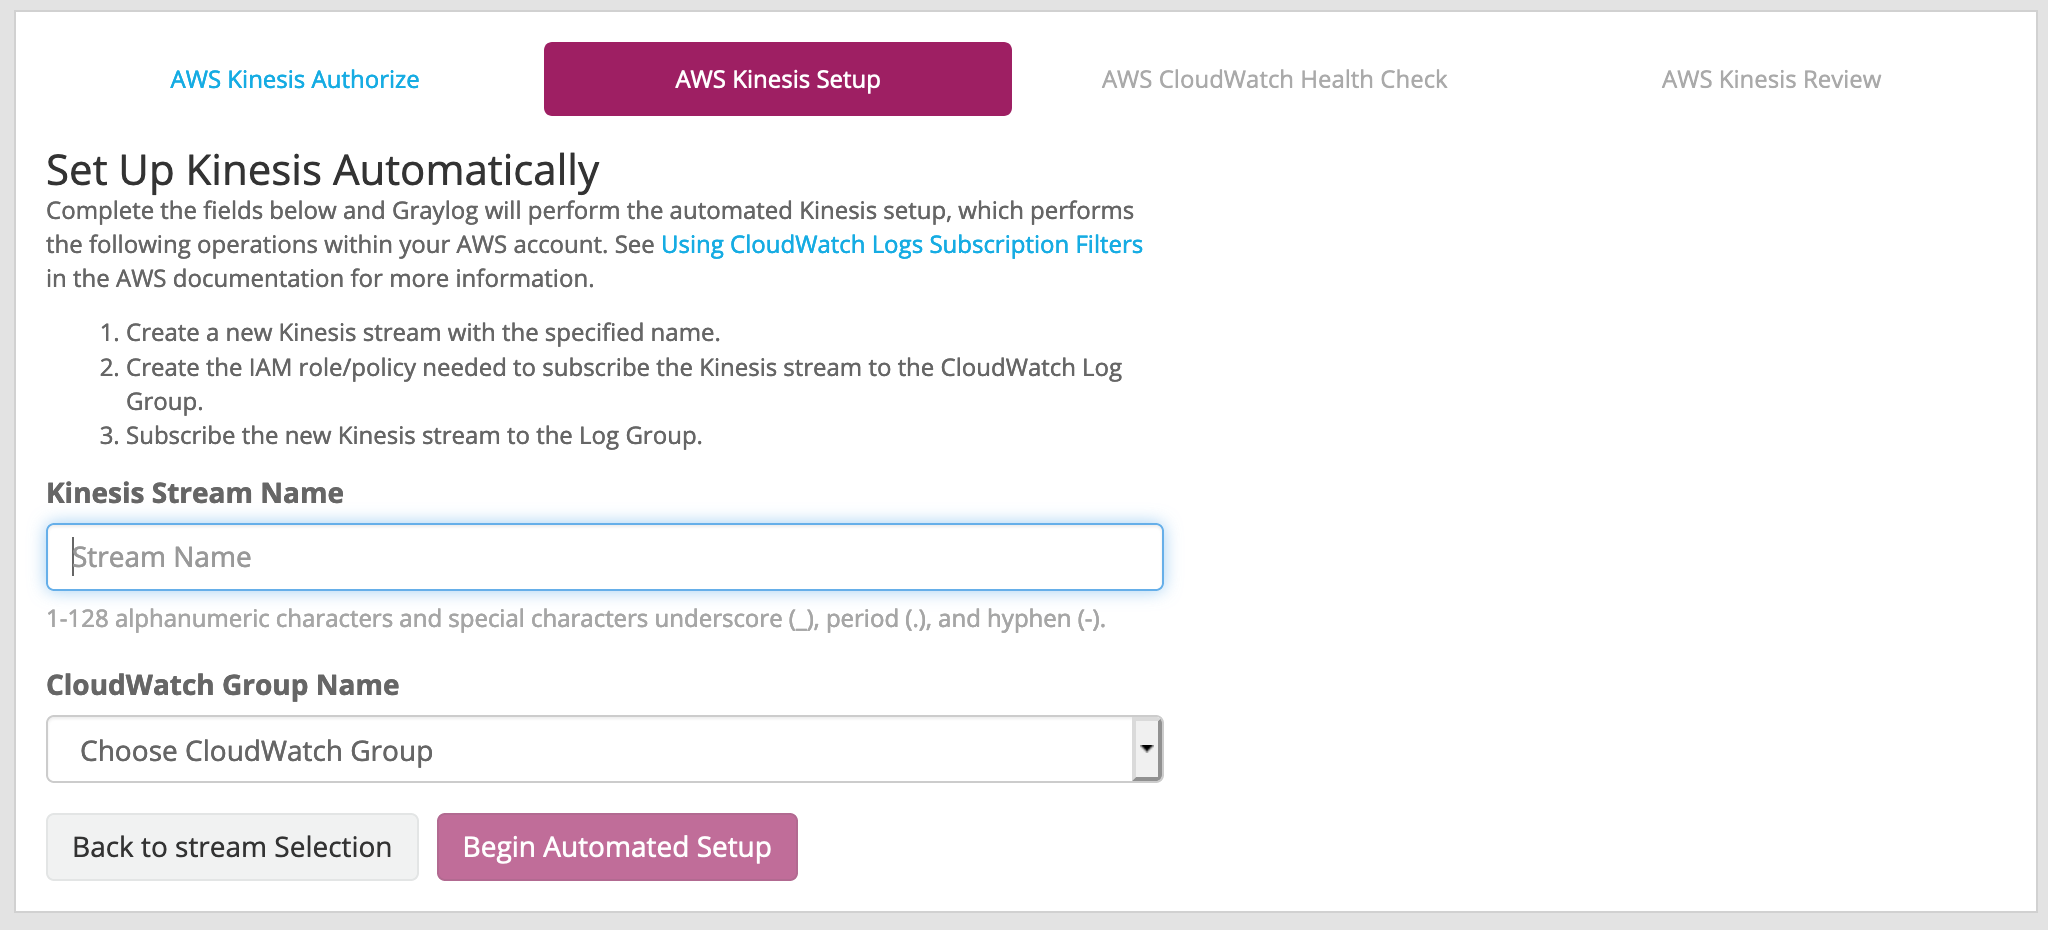 AWS Kinesis Authorize
AWS Kinesis Setup
AWS CloudWatch Health Check
AWS Kinesis Review
Set Up Kinesis Automatically
Complete the fields below and Graylog will perform the automated Kinesis setup, which performs
the following operations within your AWS account. See Using CloudWatch Logs Subscription Filters
in the AWS documentation for more information.
1. Create a new Kinesis stream with the specified name.
2. Create the IAM role/policy needed to subscribe the Kinesis stream to the CloudWatch Log
Group.
3. Subscribe the new Kinesis stream to the Log Group.
Kinesis Stream Name
Stream Name
1-128 alphanumeric characters and special characters underscore (_), period (.), and hyphen (-).
CloudWatch Group Name
Choose CloudWatch Group
Back to stream Selection
Begin Automated Setup